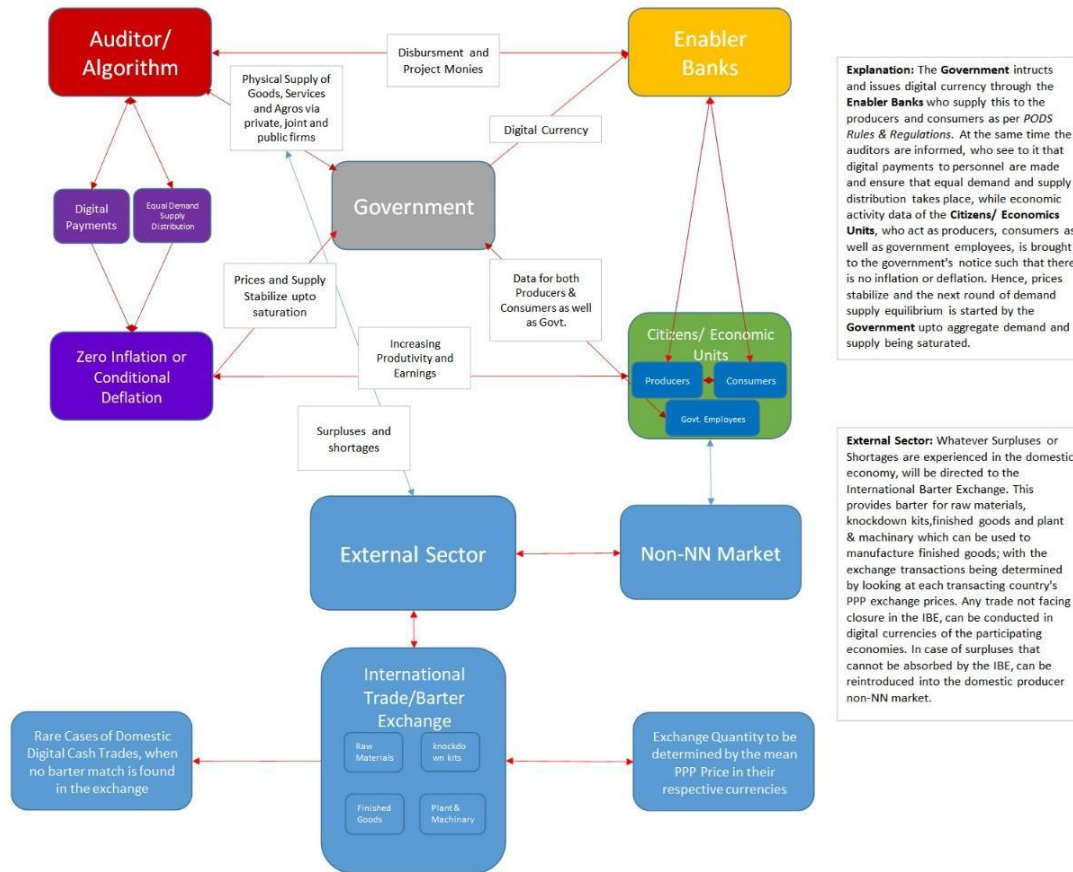 Auditor/
Algorithm
Disbursment and
Project Monies
Enabler
Banks
Physical Supply of
Goods, Services
and Agros via
private, joint and
public firms
Digital Currency
Government
Digital
Payments
Equal Demand
Supply
Distribution
Prices and Supply
Stabilize upto
saturation
Data for both
Producers &
Consumers as well
as Govt.
Zero Inflation or
Conditional
Deflation
Increasing
Produtivity and
Earnings
Citizens/ Economic
Units
Producers
Consumers
Govt. Employees
Surpluses and
shortages
External Sector
Non-NN Market
International
Trade/Barter
Exchange
Raw
Materials
knockdo
wn kits
Finished
Goods
Plant &
Machinary
Rare Cases of Domestic
Digital Cash Trades, when
no barter match is found
in the exchange
Exchange Quantity to be
determined by the mean
PPP Price in their
respective currencies
Explanation: The Government intructs
and issues digital currency through the
Enabler Banks who supply this to the
producers and consumers as per PODS
Rules & Regulations. At the same time the
auditors are informed, who see to it that
digital payments to personnel are made
and ensure that equal demand and supply
distribution takes place, while economic
activity data of the Citizens/ Economics
Units, who act as producers, consumers as
well as government employees, is brought
to the government's notice such that there
is no inflation or deflation. Hence, prices
stabilize and the next round of demand
supply equilibrium is started by the
Government upto aggregate demand and
supply being saturated.
External Sector: Whatever Surpluses or
Shortages are experienced in the domestic
economy, will be directed to the
International Barter Exchange. This
provides barter for raw materials,
knockdown kits,finished goods and plant
& machinary which can be used to
manufacture finished goods; with the
exchange transactions being determined
by looking at each transacting country's
PPP exchange prices. Any trade not facing
closure in the IBE, can be conducted in
digital currencies of the participating
economies. In case of surpluses that
cannot be absorbed by the IBE, can be
reintroduced into the domestic producer
non-NN market.